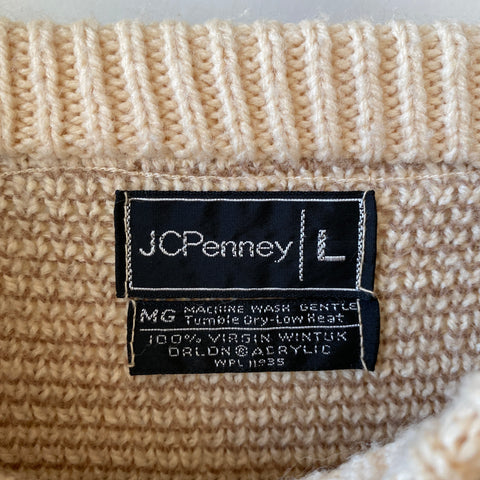 JCPenney L
MG MACHINE WASH GENTLE
Tumble Dry-Low Heat
100% VIRGIN WINTUK
ORLON® ACRYLIC
WPL 11935